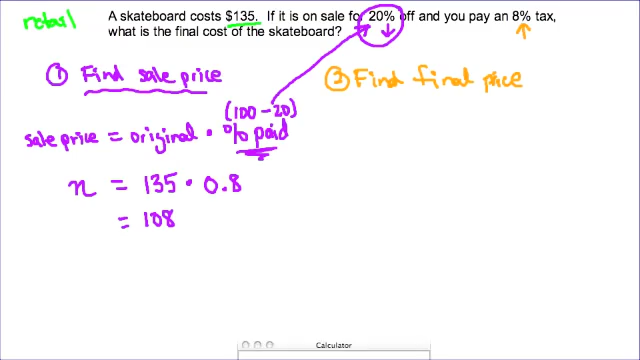 retail
A skateboard costs $135. If it is on sale for 20% off and you pay an 8% tax,
what is the final cost of the skateboard?
① Find sale price
② Find final price
(100 - 20)
sale price = original · % paid
n = 135 · 0.8
= 108
Calculator